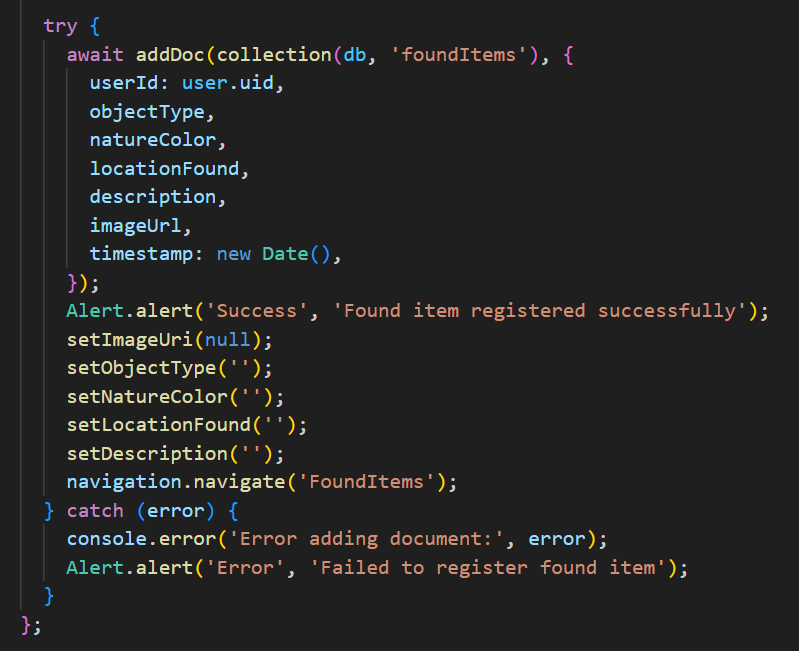 try {
await addDoc(collection(db, 'foundItems'), {
userId: user.uid,
objectType,
natureColor,
locationFound,
description,
imageUrl,
timestamp: new Date(),
});
Alert.alert('Success', 'Found item registered successfully');
setImageUri(null);
setObjectType('');
setNatureColor('');
setLocationFound('');
setDescription('');
navigation.navigate('FoundItems');
} catch (error) {
console.error('Error adding document:', error);
Alert.alert('Error', 'Failed to register found item');
}
};